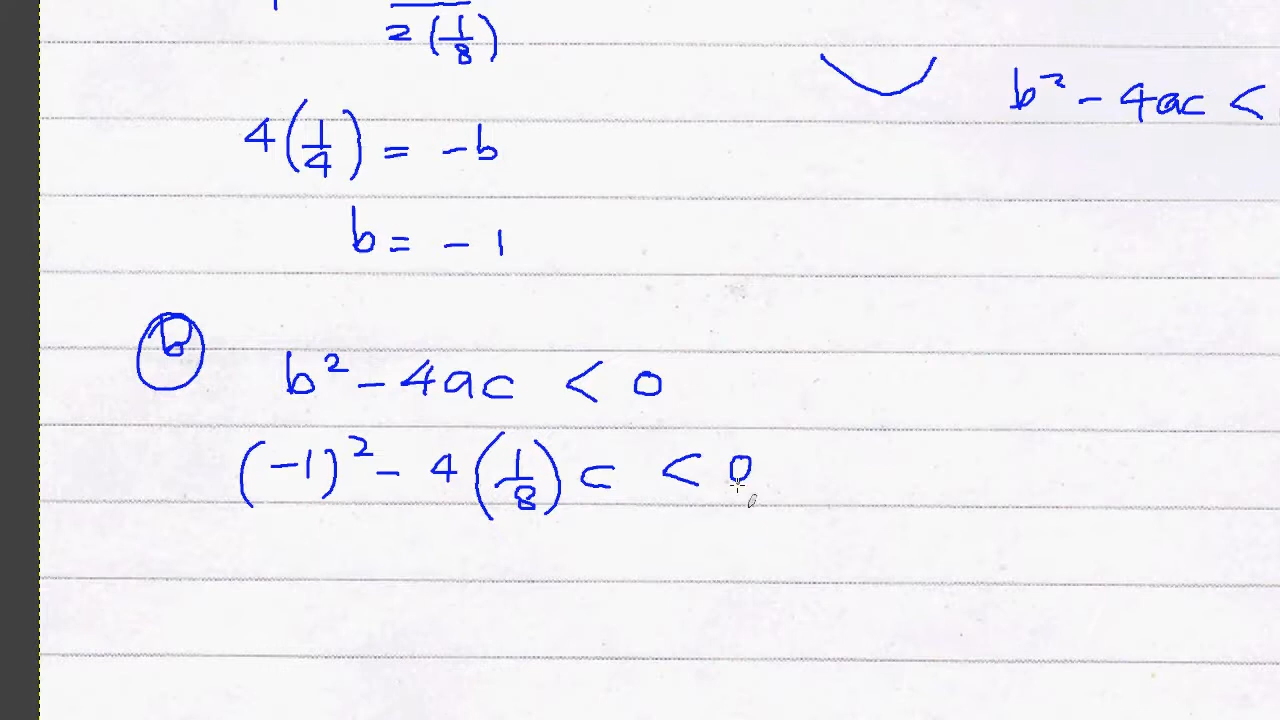 2(1/8)
b² - 4ac <
4(1/4) = -b
b = -1
b
b² - 4ac < 0
(-1)² - 4(1/8)c < 0